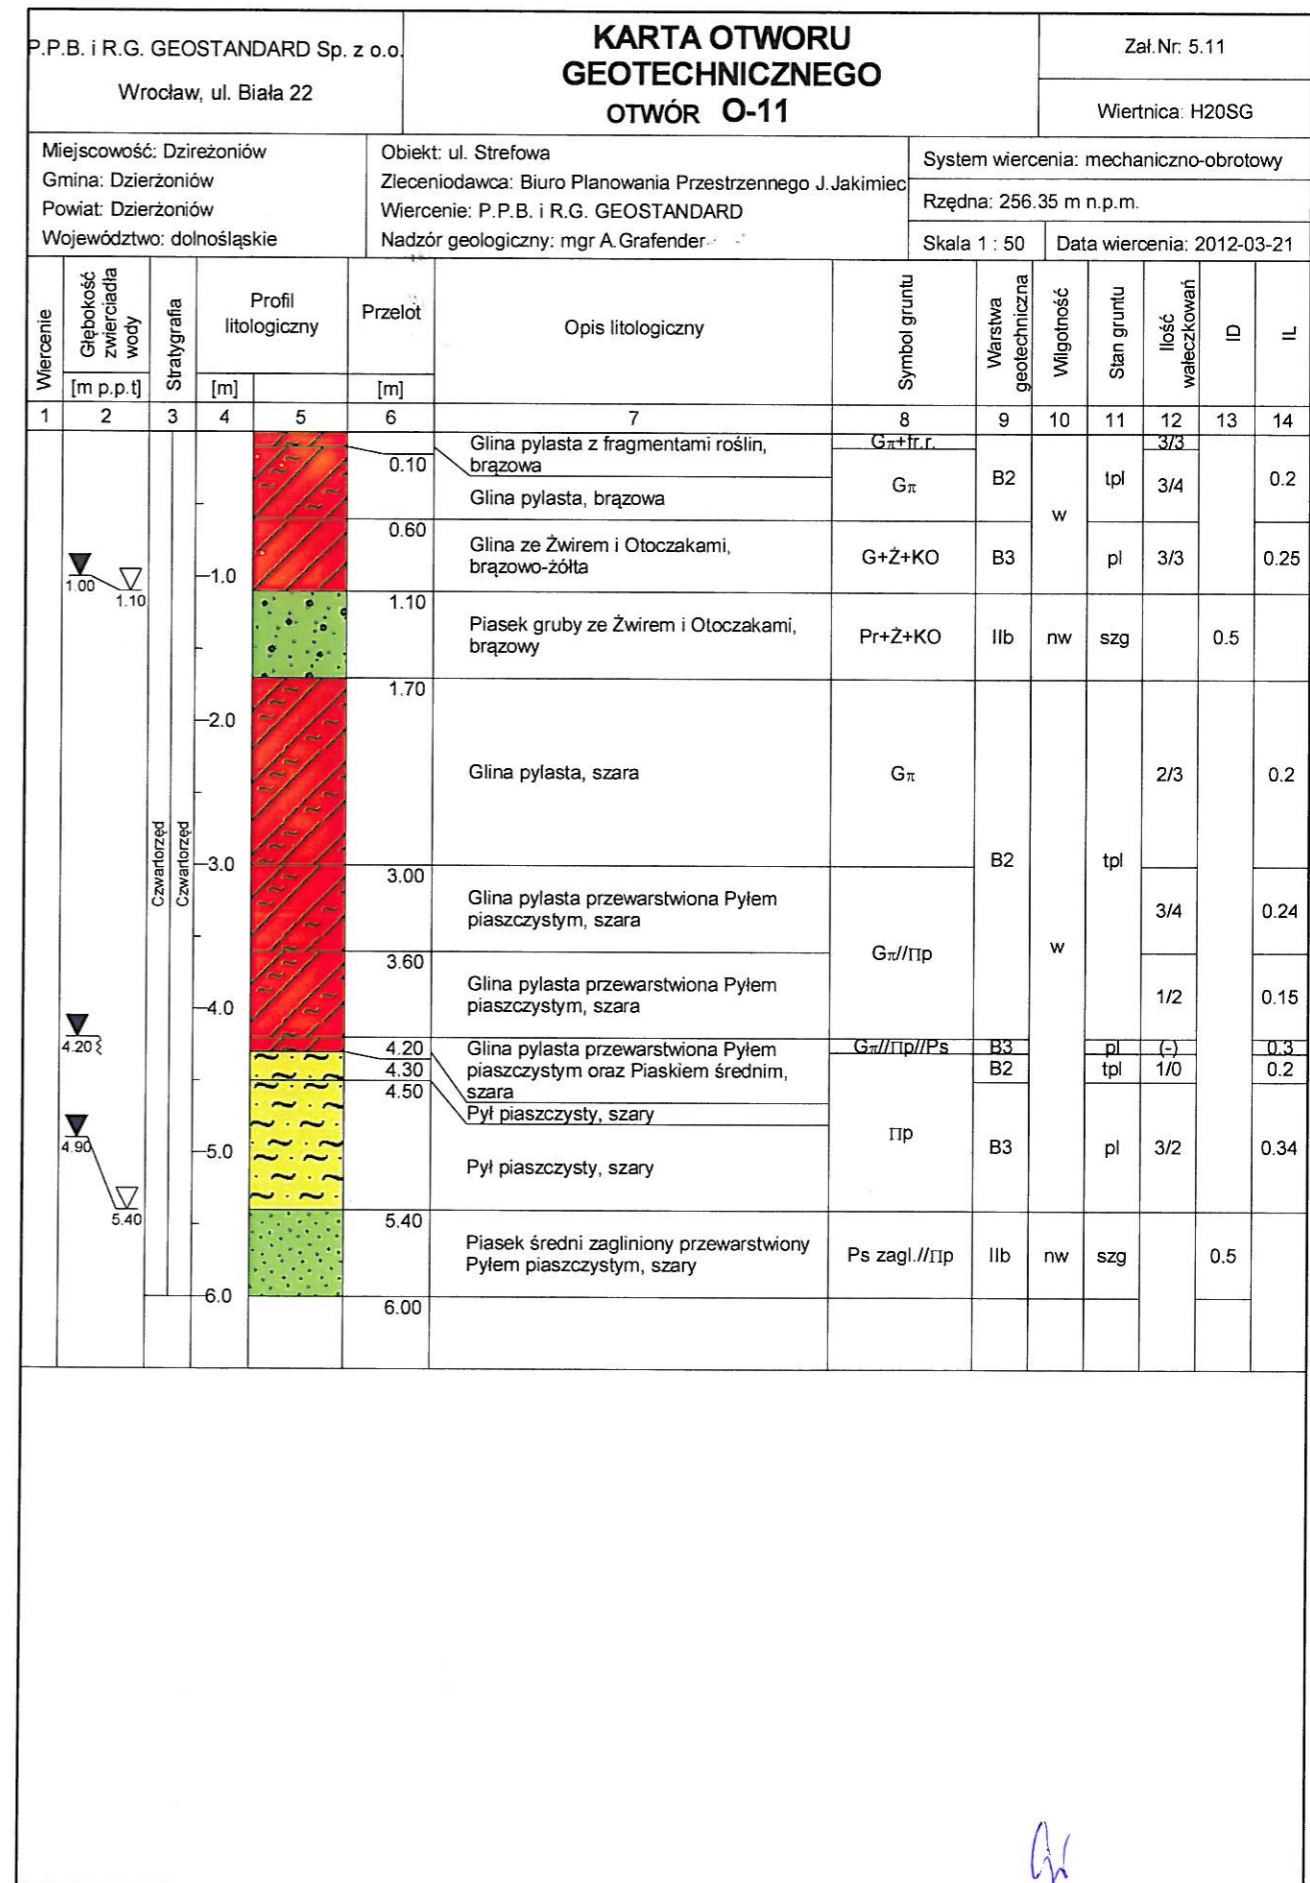 P.P.B. i R.G. GEOSTANDARD Sp. z o.o.
Wrocław, ul. Biała 22
KARTA OTWORU
GEOTECHNICZNEGO
OTWÓR O-11
Zał.Nr: 5.11
Wiertnica: H20SG
Miejscowość: Dzireżoniów
Gmina: Dzierżoniów
Powiat: Dzierżoniów
Województwo: dolnośląskie
Obiekt: ul. Strefowa
Zleceniodawca: Biuro Planowania Przestrzennego J.Jakimiec
Wiercenie: P.P.B. i R.G. GEOSTANDARD
Nadzór geologiczny: mgr A.Grafender
System wiercenia: mechaniczno-obrotowy
Rzędna: 256.35 m n.p.m.
Skala 1 : 50
Data wiercenia: 2012-03-21
Wiercenie
Głębokość zwierciadła wody
[m p.p.t]
Stratygrafia
Profil litologiczny
[m]
Przelot
[m]
Opis litologiczny
Symbol gruntu
Warstwa geotechniczna
Wilgotność
Stan gruntu
Ilość wałeczkowań
ID
IL
1 2 3 4 5 6 7 8 9 10 11 12 13 14
Glina pylasta z fragmentami roślin,
brązowa
Gπ+fr.r.
3/3
0.10
Glina pylasta, brązowa
Gπ
B2
tpl
3/4
0.2
w
0.60
Glina ze Żwirem i Otoczakami,
brązowo-żółta
G+Ż+KO
B3
pl
3/3
0.25
1.00
1.10
1.0
1.10
Piasek gruby ze Żwirem i Otoczakami,
brązowy
Pr+Ż+KO
IIb
nw
szg
0.5
1.70
2.0
Glina pylasta, szara
Gπ
2/3
0.2
Czwartorzęd
Czwartorzęd
3.0
B2
tpl
3.00
Glina pylasta przewarstwiona Pyłem
piaszczystym, szara
3/4
0.24
Gπ//Πp
w
3.60
Glina pylasta przewarstwiona Pyłem
piaszczystym, szara
1/2
0.15
4.0
4.20
4.20
Glina pylasta przewarstwiona Pyłem
piaszczystym oraz Piaskiem średnim,
szara
Gπ//Πp//Ps
B3
pl
(-)
0.3
4.30
Pył piaszczysty, szary
B2
tpl
1/0
0.2
4.50
Pył piaszczysty, szary
Πp
B3
pl
3/2
0.34
4.90
5.0
5.40
5.40
Piasek średni zagliniony przewarstwiony
Pyłem piaszczystym, szary
Ps zagl.//Πp
IIb
nw
szg
0.5
6.0
6.00